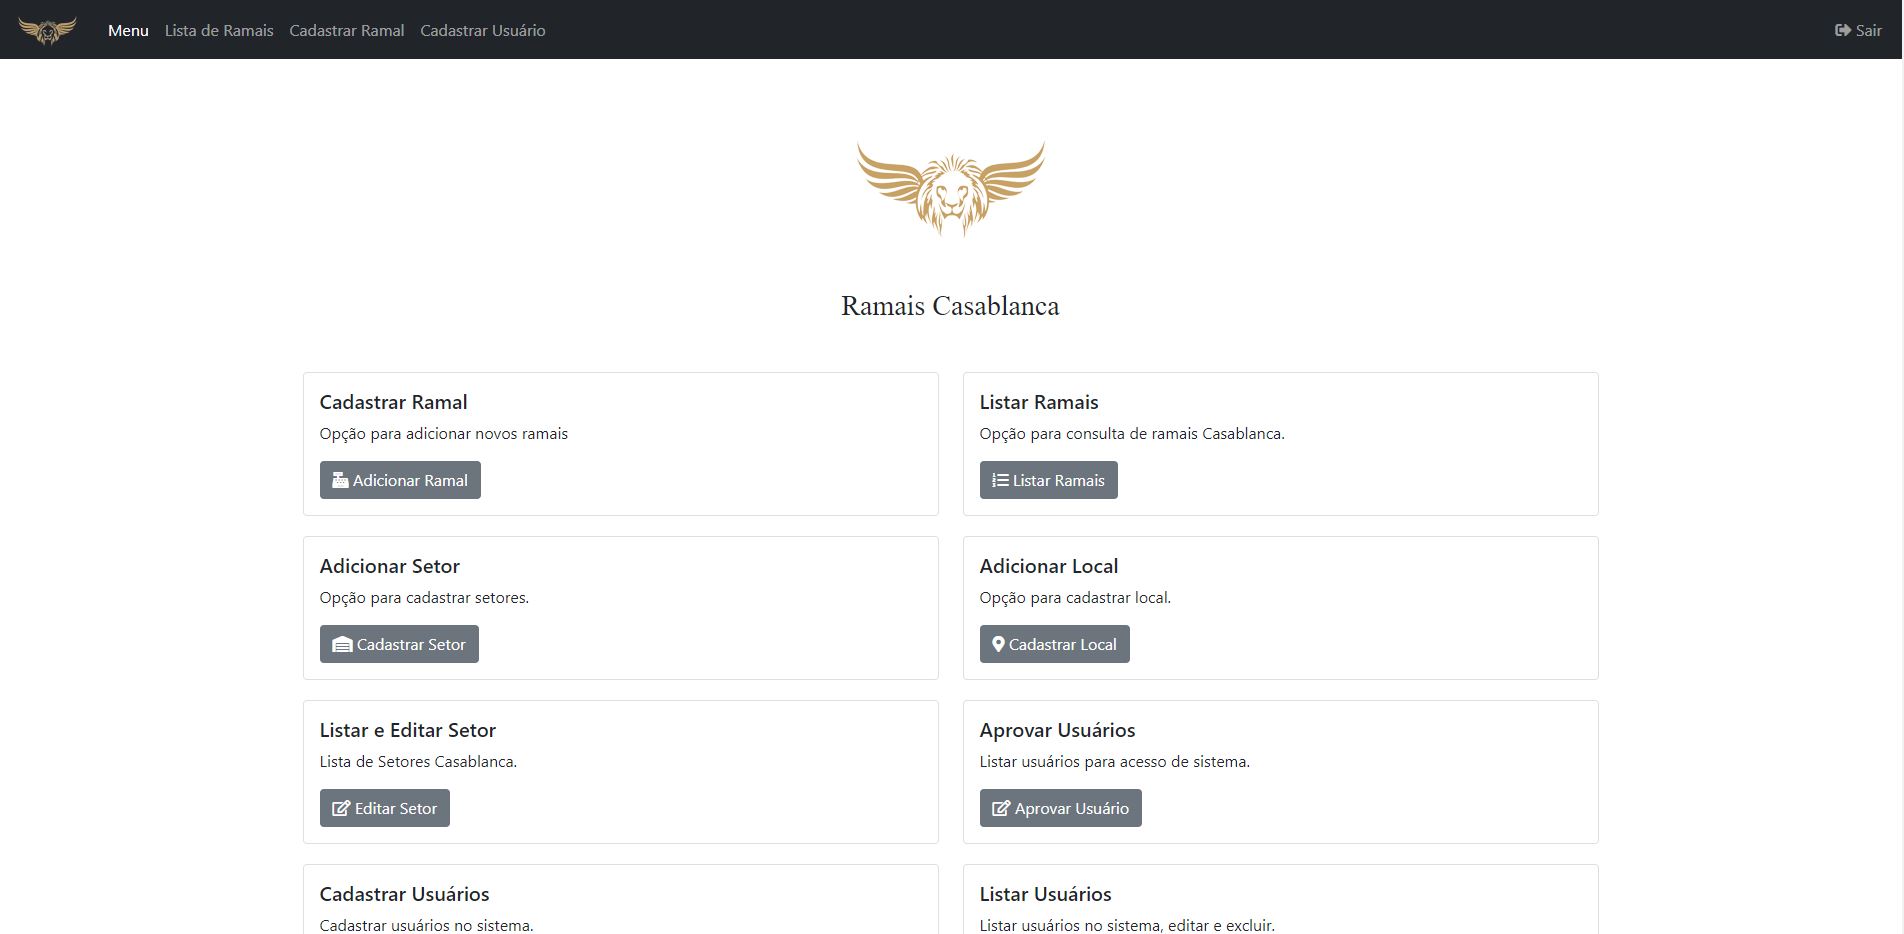 Menu Lista de Ramais Cadastrar Ramal Cadastrar Usuário Sair
Ramais Casablanca
Cadastrar Ramal
Opção para adicionar novos ramais
Adicionar Ramal
Listar Ramais
Opção para consulta de ramais Casablanca.
Listar Ramais
Adicionar Setor
Opção para cadastrar setores.
Cadastrar Setor
Adicionar Local
Opção para cadastrar local.
Cadastrar Local
Listar e Editar Setor
Lista de Setores Casablanca.
Editar Setor
Aprovar Usuários
Listar usuários para acesso de sistema.
Aprovar Usuário
Cadastrar Usuários
Cadastrar usuários no sistema.
Listar Usuários
Listar usuários no sistema, editar e excluir.